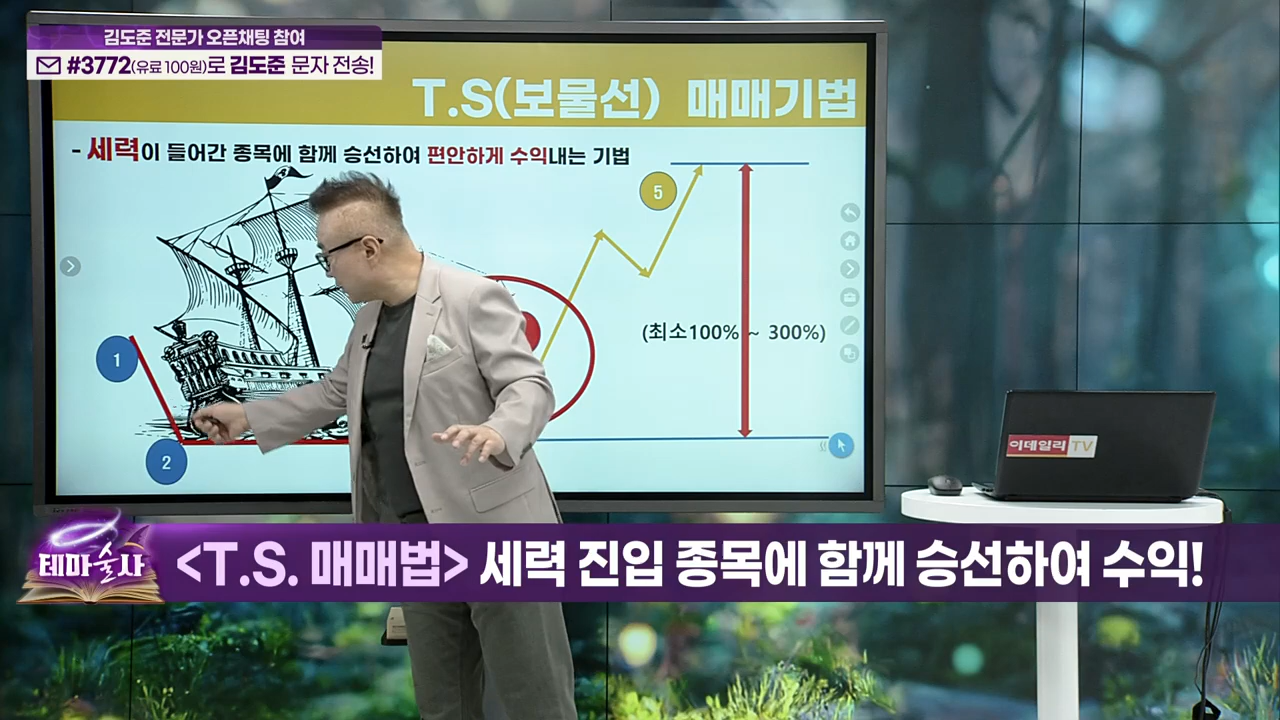 김도준 전문가 오픈채팅 참여
#3772(유료 100원)로 김도준 문자 전송!
T.S(보물선) 매매기법
- 세력이 들어간 종목에 함께 승선하여 편안하게 수익내는 기법
5
1
(최소100% ~ 300%)
2
이데일리 TV
테마술사
<T.S. 매매법> 세력 진입 종목에 함께 승선하여 수익!